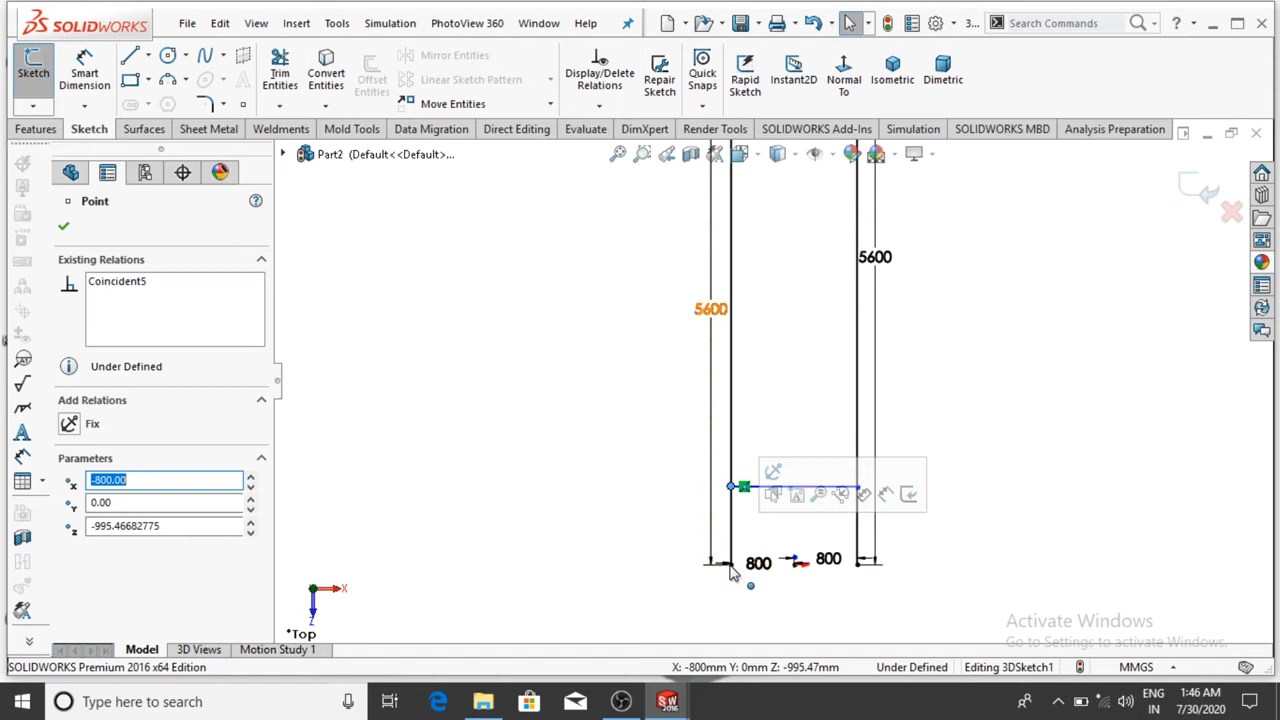 SOLIDWORKS File Edit View Insert Tools Simulation PhotoView 360 Window Help 3... Search Commands ?
Sketch Smart Dimension Trim Entities Convert Entities Offset Entities Mirror Entities Linear Sketch Pattern Move Entities Display/Delete Relations Repair Sketch Quick Snaps Rapid Sketch Instant2D Normal To Isometric Dimetric
Features Sketch Surfaces Sheet Metal Weldments Mold Tools Data Migration Direct Editing Evaluate DimXpert Render Tools SOLIDWORKS Add-Ins Simulation SOLIDWORKS MBD Analysis Preparation
Part2 (Default<<Default>...
Point
Existing Relations
Coincident5
Under Defined
Add Relations
Fix
Parameters
X -800.00
Y 0.00
Z -995.46682775
5600
5600
800 800
X
Z
*Top
Activate Windows
Go to Settings to activate Windows.
Model 3D Views Motion Study 1
SOLIDWORKS Premium 2016 x64 Edition X: -800mm Y: 0mm Z: -995.47mm Under Defined Editing 3DSketch1 MMGS
Type here to search SW 2016 ENG IN 1:46 AM 7/30/2020